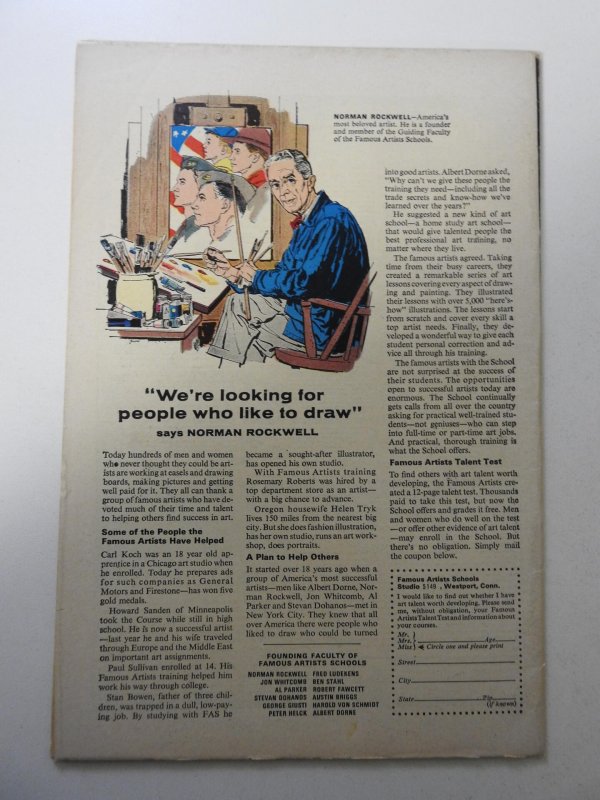 NORMAN ROCKWELL—America's
most beloved artist. He is a founder
and member of the Guiding Faculty
of the Famous Artists Schools.
"We're looking for
people who like to draw"
says NORMAN ROCKWELL
Today hundreds of men and women
who never thought they could be art-
ists are working at easels and drawing
boards, making pictures and getting
well paid for it. They all can thank a
group of famous artists who have de-
voted much of their time and talent
to helping others find success in art.
Some of the People the
Famous Artists Have Helped
Carl Koch was an 18 year old ap-
prentice in a Chicago art studio when
he enrolled. Today he prepares ads
for such companies as General
Motors and Firestone—has won five
gold medals.
Howard Sanden of Minneapolis
took the Course while still in high
school. He is now a successful artist
—last year he and his wife traveled
through Europe and the Middle East
on important art assignments.
Paul Sullivan enrolled at 14. His
Famous Artists training helped him
work his way through college.
Stan Bowen, father of three chil-
dren, was trapped in a dull, low-pay-
ing job. By studying with FAS he
became a sought-after illustrator,
has opened his own studio.
With Famous Artists training
Rosemary Roberts was hired by a
top department store as an artist—
with a big chance to advance.
Oregon housewife Helen Tryk
lives 150 miles from the nearest big
city. But she does fashion illustration,
has her own studio, runs an art work-
shop, does portraits.
A Plan to Help Others
It started over 18 years ago when a
group of America's most successful
artists—men like Albert Dorne, Nor-
man Rockwell, Jon Whitcomb, Al
Parker and Stevan Dohanos—met in
New York City. They knew that all
over America there were people who
liked to draw who could be turned
FOUNDING FACULTY OF
FAMOUS ARTISTS SCHOOLS
NORMAN ROCKWELL FRED LUDEKENS
JON WHITCOMB BEN STAHL
AL PARKER ROBERT FAWCETT
STEVAN DOHANOS AUSTIN BRIGGS
GEORGE GIUSTI HAROLD VON SCHMIDT
PETER HELCK ALBERT DORNE
into good artists. Albert Dorne asked,
"Why can't we give these people the
training they need—including all the
trade secrets and know-how we've
learned over the years?"
He suggested a new kind of art
school—a home study art school—
that would give talented people the
best professional art training, no
matter where they live.
The famous artists agreed. Taking
time from their busy careers, they
created a remarkable series of art
lessons covering every aspect of draw-
ing and painting. They illustrated
their lessons with over 5,000 "here's-
how" illustrations. The lessons start
from scratch and cover every skill a
top artist needs. Finally, they de-
veloped a wonderful way to give each
student personal correction and ad-
vice all through his training.
The famous artists with the School
are not surprised at the success of
their students. The opportunities
open to successful artists today are
enormous. The School continually
gets calls from all over the country
asking for practical well-trained stu-
dents—not geniuses—who can step
into full-time or part-time art jobs.
And practical, thorough training is
what the School offers.
Famous Artists Talent Test
To find others with art talent worth
developing, the Famous Artists cre-
ated a 12-page talent test. Thousands
paid to take this test, but now the
School offers and grades it free. Men
and women who do well on the test
—or offer other evidence of art talent
—may enroll in the School. But
there's no obligation. Simply mail
the coupon below.
Famous Artists Schools
Studio 5149, Westport, Conn.
I would like to find out whether I have
art talent worth developing. Please send
me, without obligation, your Famous
Artists Talent Test and information about
your courses.
Mr.
Mrs. Age
Miss Circle one and please print
Street
City
State Zip
(if known)